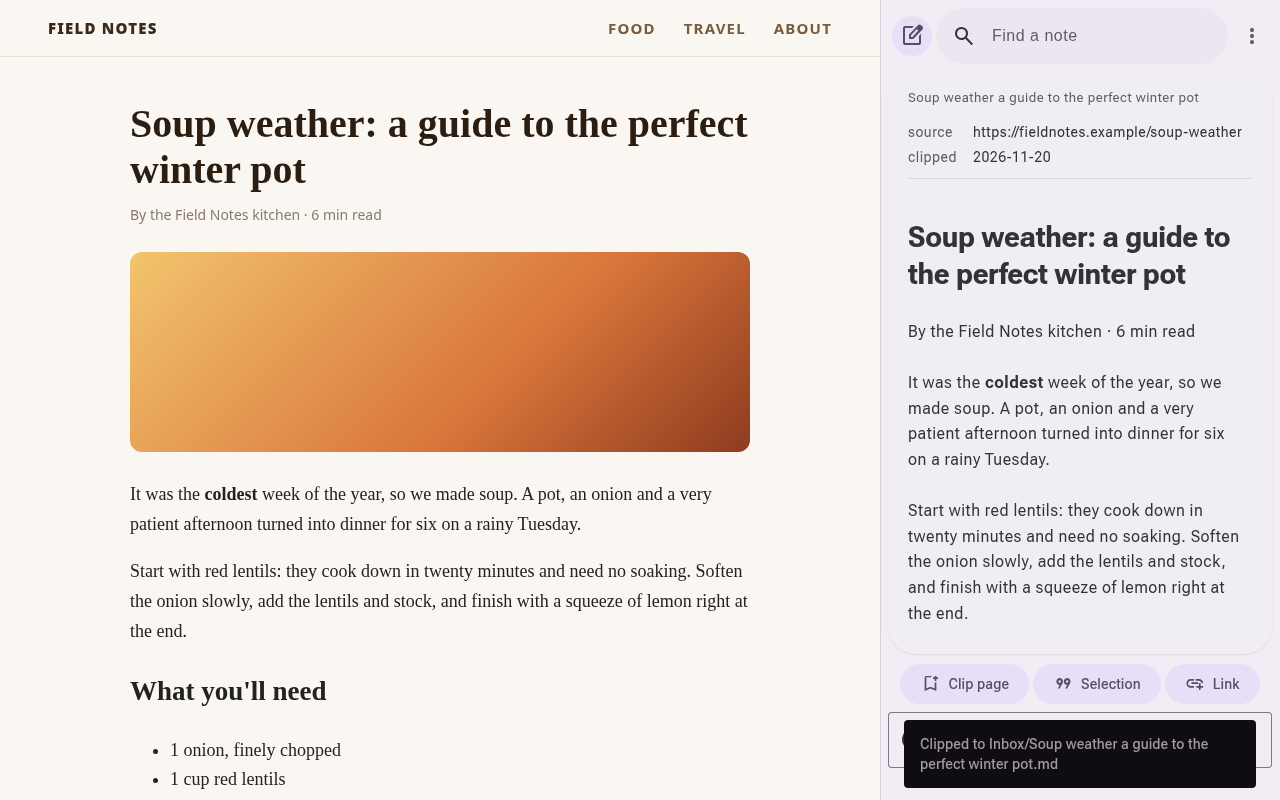 FIELD NOTES
FOOD TRAVEL ABOUT
Soup weather: a guide to the perfect
winter pot
By the Field Notes kitchen · 6 min read
It was the coldest week of the year, so we made soup. A pot, an onion and a very
patient afternoon turned into dinner for six on a rainy Tuesday.
Start with red lentils: they cook down in twenty minutes and need no soaking. Soften
the onion slowly, add the lentils and stock, and finish with a squeeze of lemon right at
the end.
What you'll need
1 onion, finely chopped
1 cup red lentils
Find a note
Soup weather a guide to the perfect winter pot
source https://fieldnotes.example/soup-weather
clipped 2026-11-20
Soup weather: a guide to
the perfect winter pot
By the Field Notes kitchen · 6 min read
It was the coldest week of the year, so we
made soup. A pot, an onion and a very
patient afternoon turned into dinner for six
on a rainy Tuesday.
Start with red lentils: they cook down in
twenty minutes and need no soaking. Soften
the onion slowly, add the lentils and stock,
and finish with a squeeze of lemon right at
the end.
Clip page Selection Link
Clipped to Inbox/Soup weather a guide to the
perfect winter pot.md